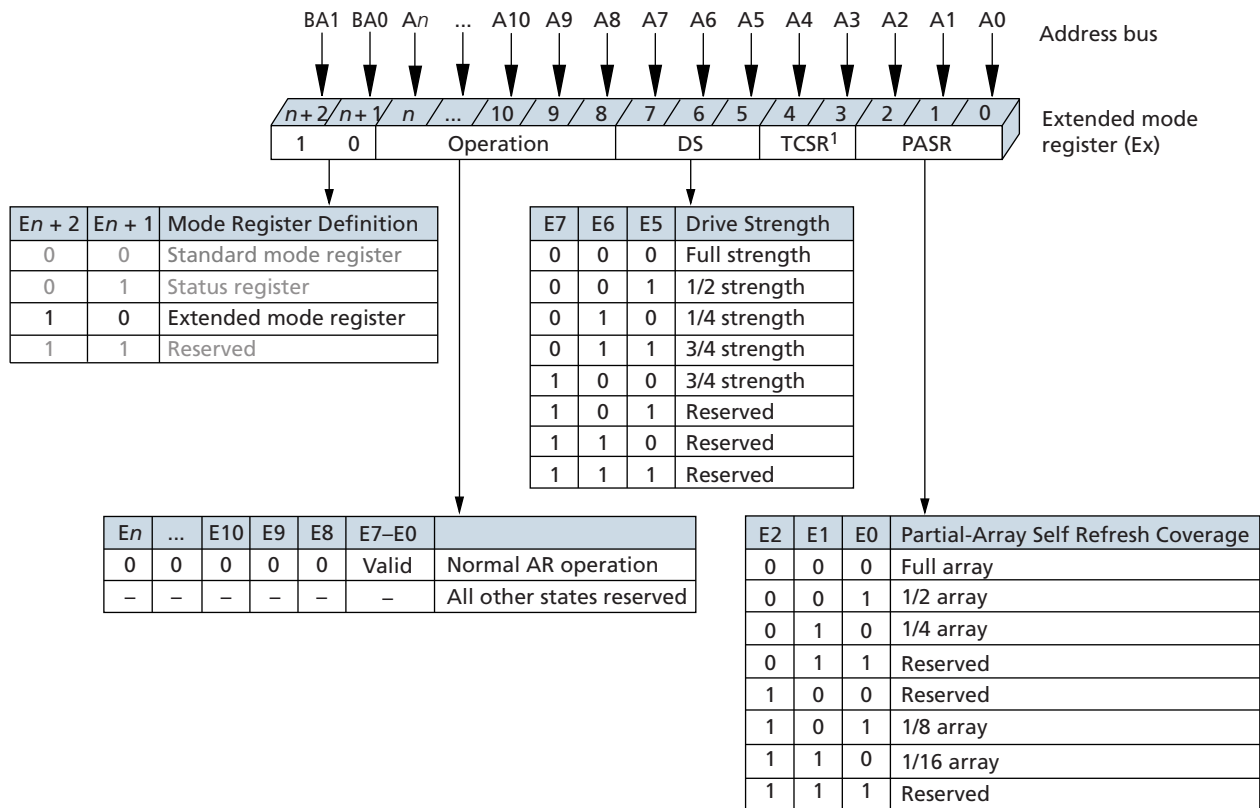 BA1 BA0 An ... A10 A9 A8 A7 A6 A5 A4 A3 A2 A1 A0
Address bus
n + 2 n + 1 n ... 10 9 8 7 6 5 4 3 2 1 0
Extended mode
register (Ex)
1 0 Operation DS TCSR1 PASR
En + 2 En + 1 Mode Register Definition
0 0 Standard mode register
0 1 Status register
1 0 Extended mode register
1 1 Reserved
E7 E6 E5 Drive Strength
0 0 0 Full strength
0 0 1 1/2 strength
0 1 0 1/4 strength
0 1 1 3/4 strength
1 0 0 3/4 strength
1 0 1 Reserved
1 1 0 Reserved
1 1 1 Reserved
En ... E10 E9 E8 E7–E0
0 0 0 0 0 Valid Normal AR operation
– – – – – – All other states reserved
E2 E1 E0 Partial-Array Self Refresh Coverage
0 0 0 Full array
0 0 1 1/2 array
0 1 0 1/4 array
0 1 1 Reserved
1 0 0 Reserved
1 0 1 1/8 array
1 1 0 1/16 array
1 1 1 Reserved